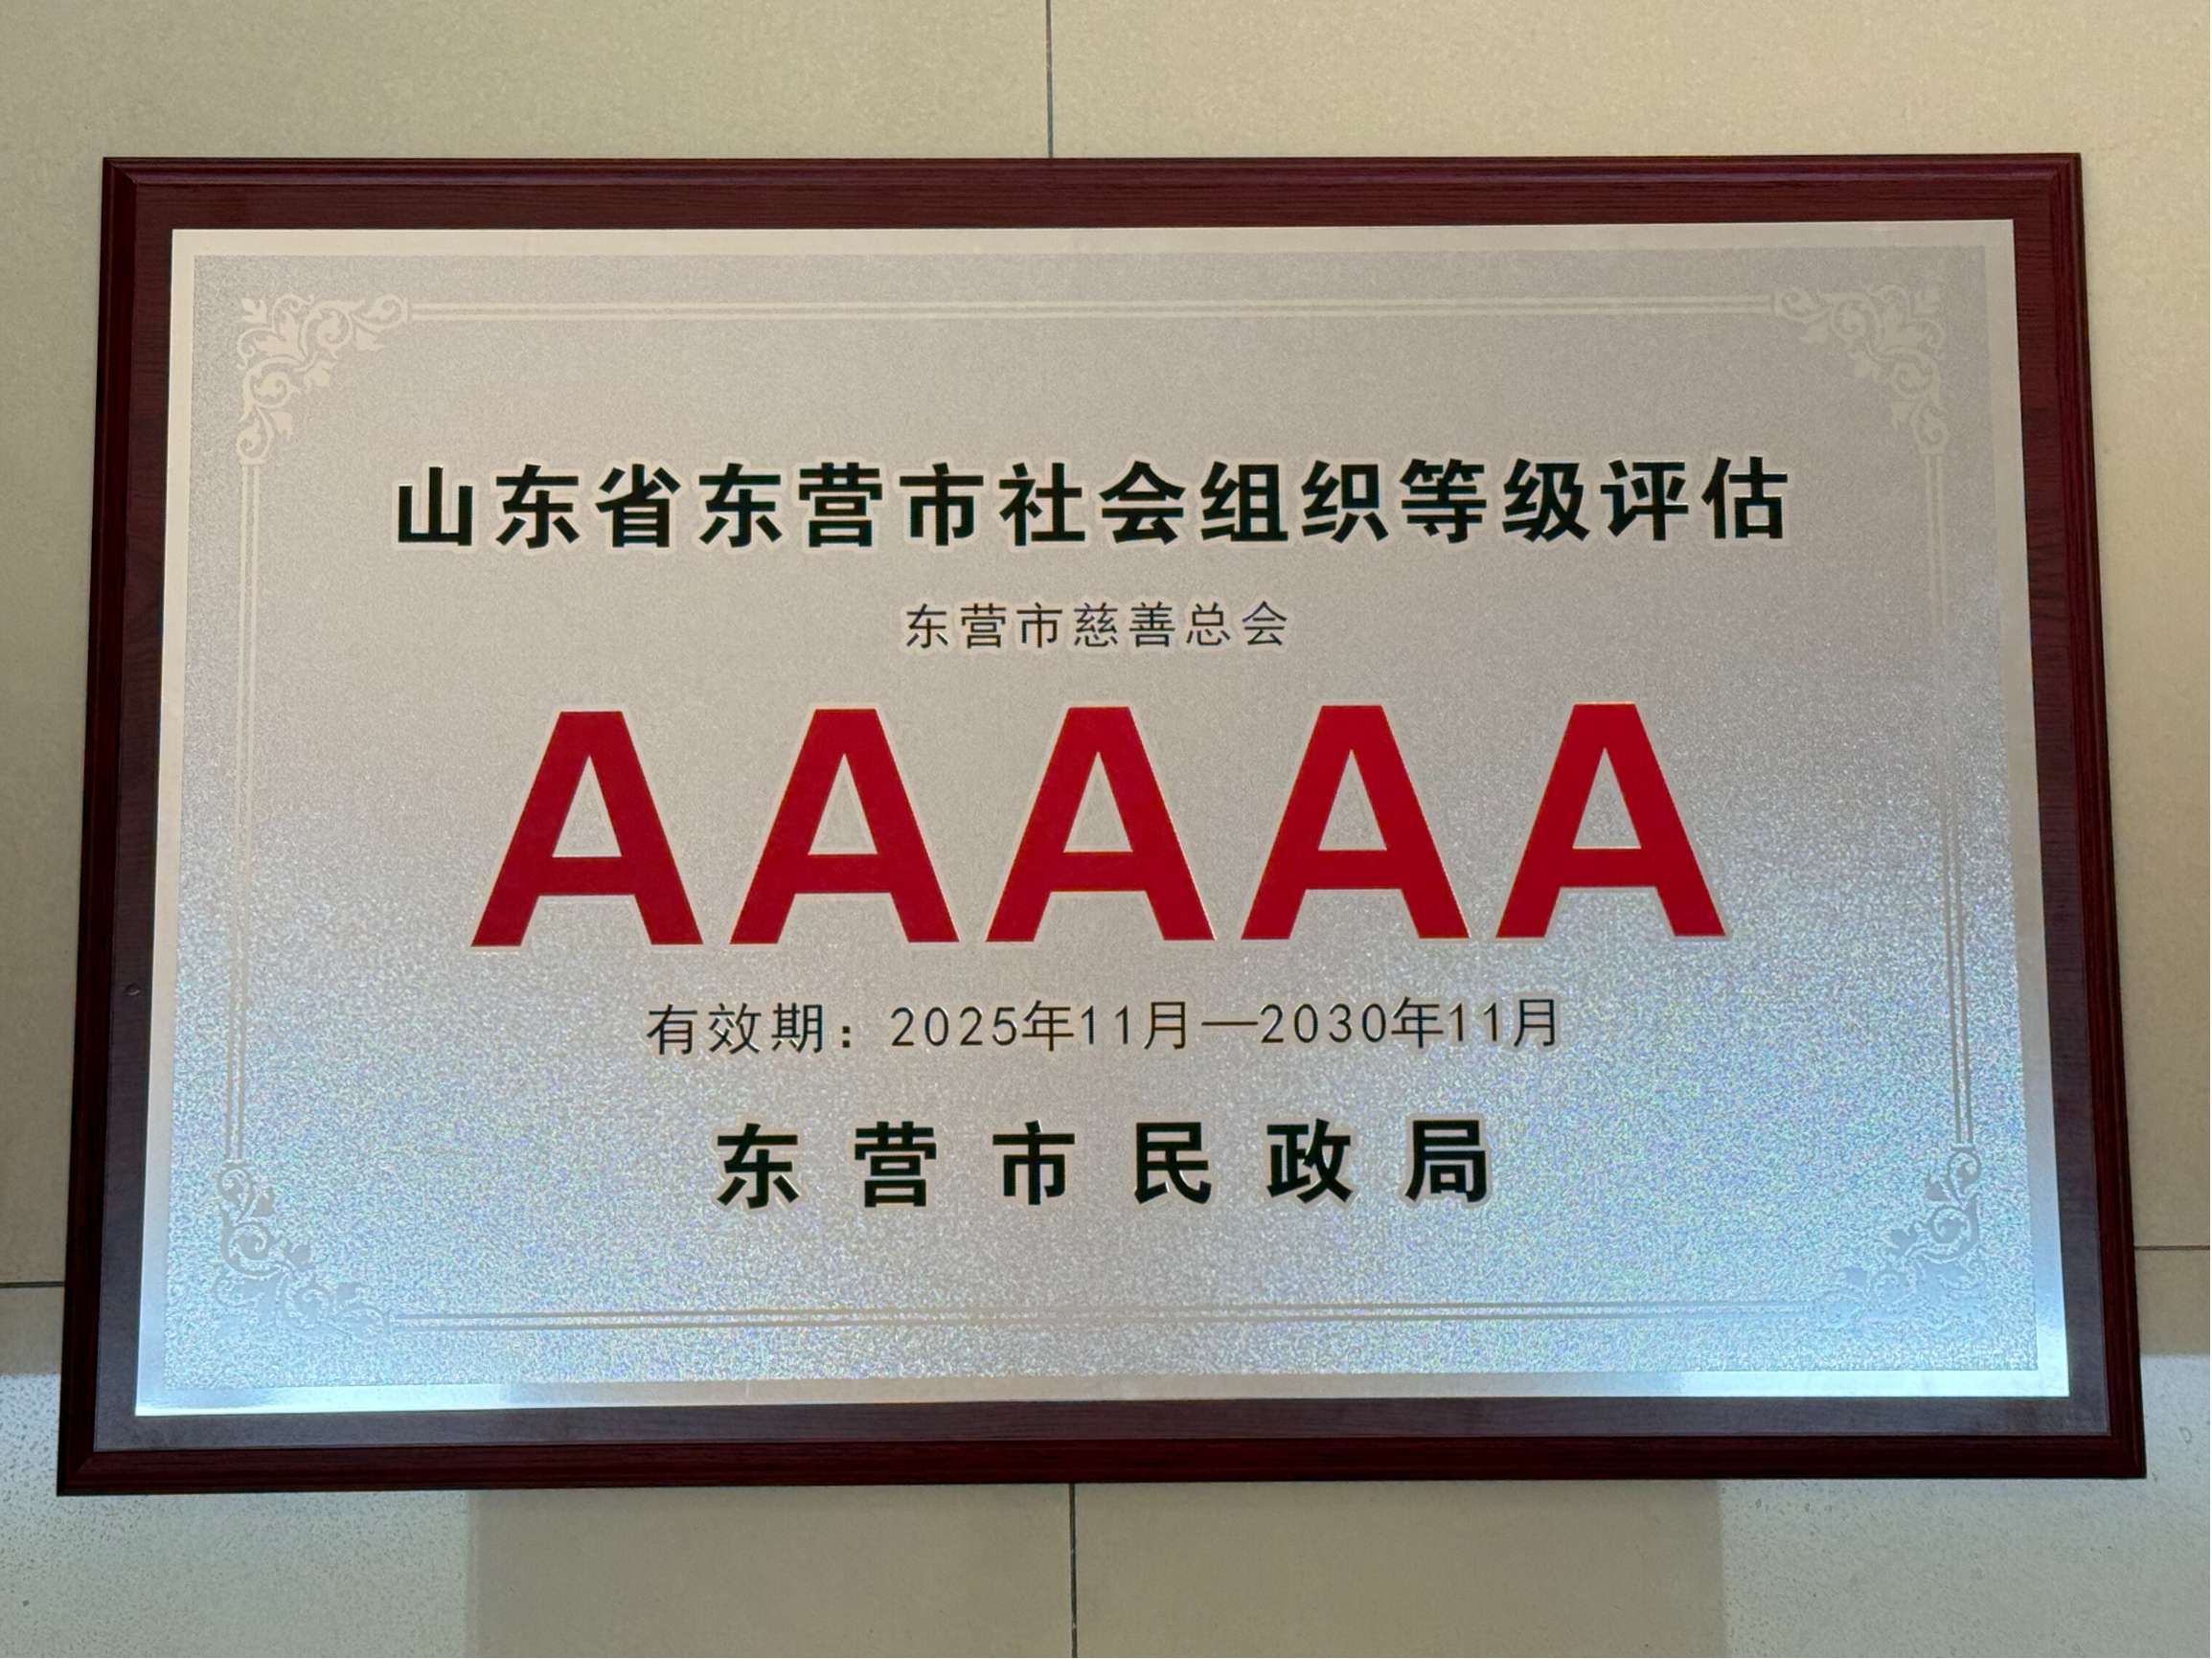 山东省东营市社会组织等级评估
东营市慈善总会
AAAAA
有效期：2025年11月—2030年11月
东营市民政局